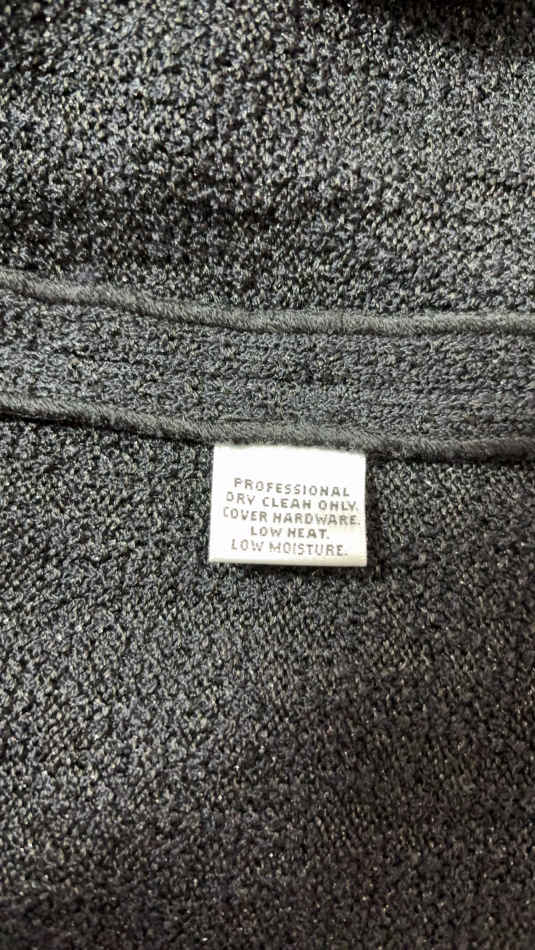 PROFESSIONAL
DRY CLEAN ONLY.
COVER HARDWARE.
LOW HEAT.
LOW MOISTURE.